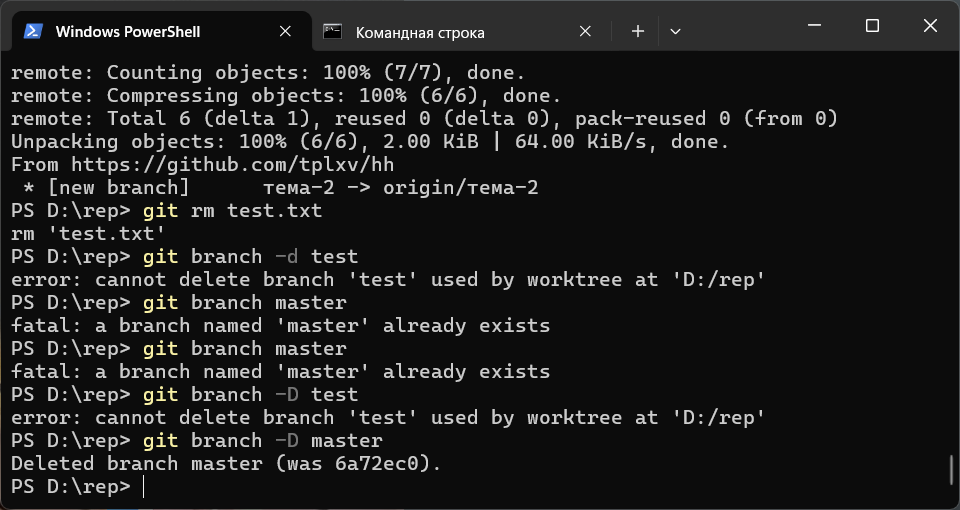 Windows PowerShell
Командная строка
remote: Counting objects: 100% (7/7), done.
remote: Compressing objects: 100% (6/6), done.
remote: Total 6 (delta 1), reused 0 (delta 0), pack-reused 0 (from 0)
Unpacking objects: 100% (6/6), 2.00 KiB | 64.00 KiB/s, done.
From https://github.com/tplxv/hh
 * [new branch]      тема-2 -> origin/тема-2
PS D:\rep> git rm test.txt
rm 'test.txt'
PS D:\rep> git branch -d test
error: cannot delete branch 'test' used by worktree at 'D:/rep'
PS D:\rep> git branch master
fatal: a branch named 'master' already exists
PS D:\rep> git branch master
fatal: a branch named 'master' already exists
PS D:\rep> git branch -D test
error: cannot delete branch 'test' used by worktree at 'D:/rep'
PS D:\rep> git branch -D master
Deleted branch master (was 6a72ec0).
PS D:\rep>